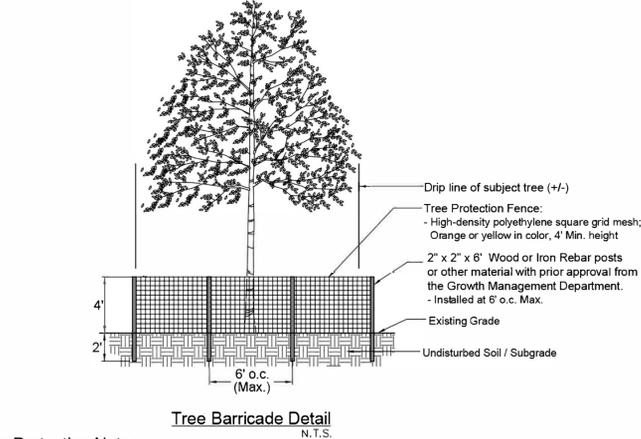 Drip line of subject tree (+/-)
Tree Protection Fence:
- High-density polyethylene square grid mesh;
Orange or yellow in color, 4' Min. height
2" x 2" x 6' Wood or Iron Rebar posts
or other material with prior approval from
the Growth Management Department.
- Installed at 6' o.c. Max.
4'
Existing Grade
2'
Undisturbed Soil / Subgrade
6' o.c.
(Max.)
Tree Barricade Detail
N.T.S.